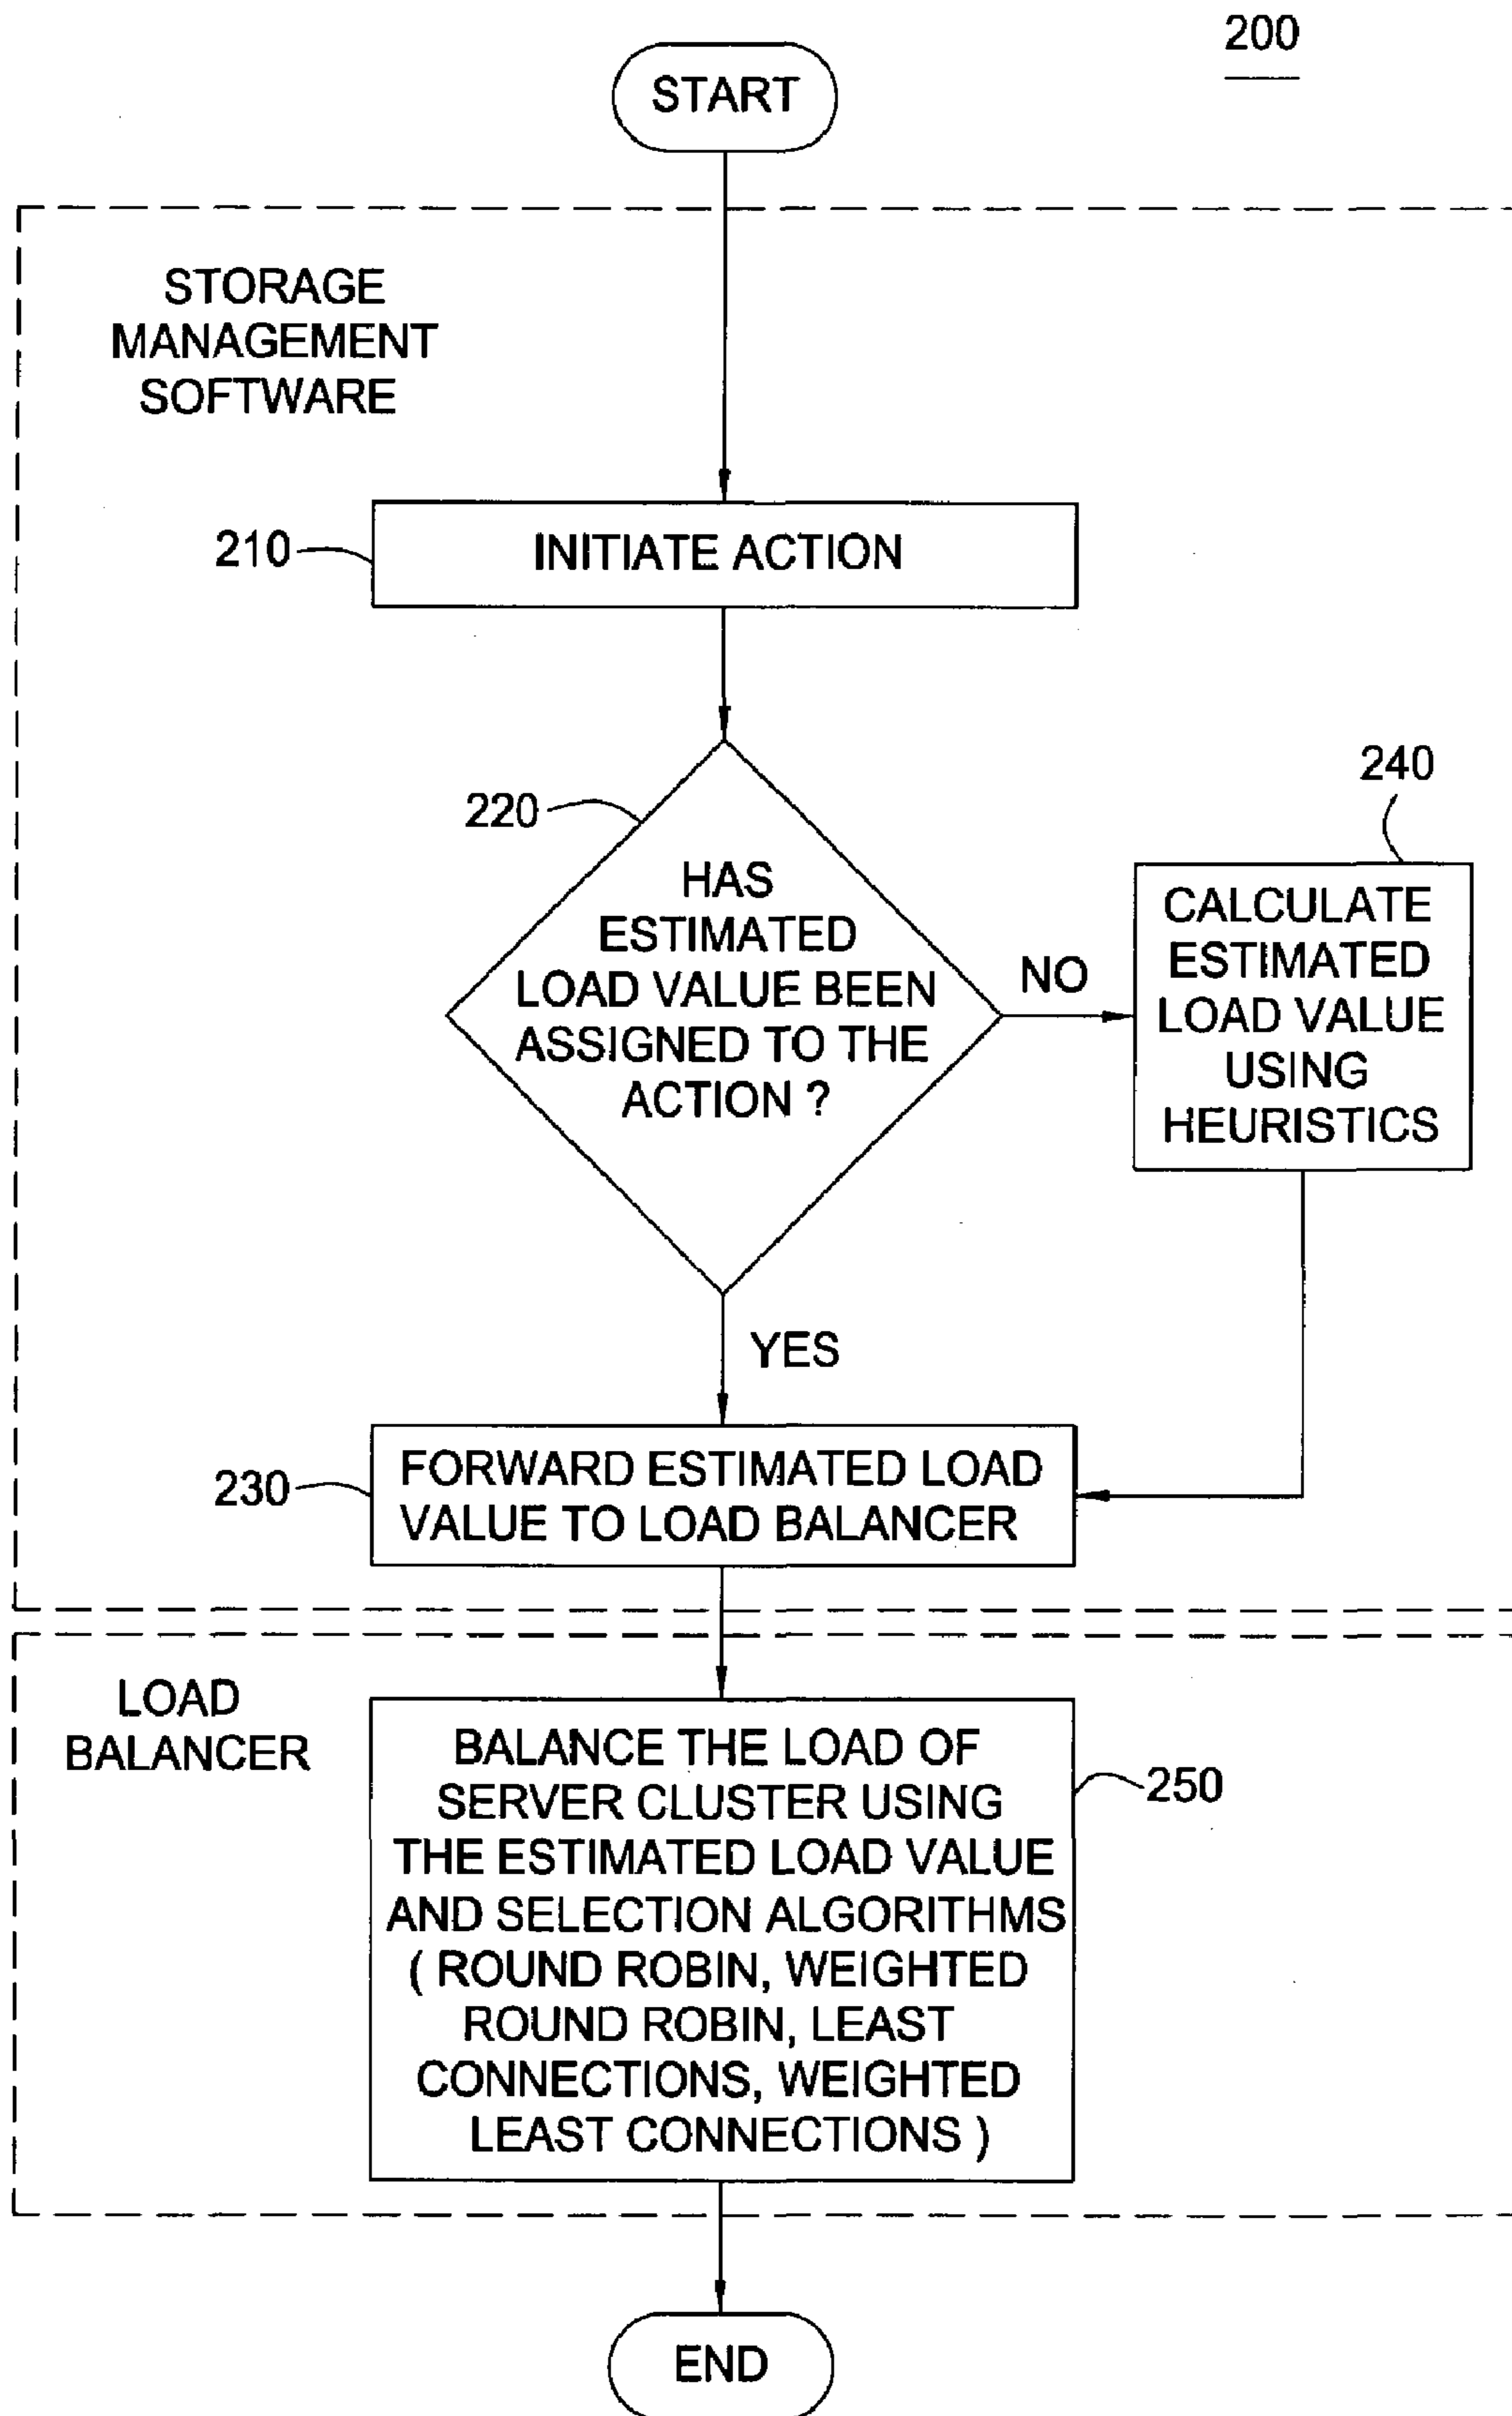 200
START
STORAGE
MANAGEMENT
SOFTWARE
210
INITIATE ACTION
220
HAS
ESTIMATED
LOAD VALUE BEEN
ASSIGNED TO THE
ACTION ?
NO
240
CALCULATE
ESTIMATED
LOAD VALUE
USING
HEURISTICS
YES
230
FORWARD ESTIMATED LOAD
VALUE TO LOAD BALANCER
LOAD
BALANCER
BALANCE THE LOAD OF
SERVER CLUSTER USING
THE ESTIMATED LOAD VALUE
AND SELECTION ALGORITHMS
( ROUND ROBIN, WEIGHTED
ROUND ROBIN, LEAST
CONNECTIONS, WEIGHTED
LEAST CONNECTIONS )
250
END